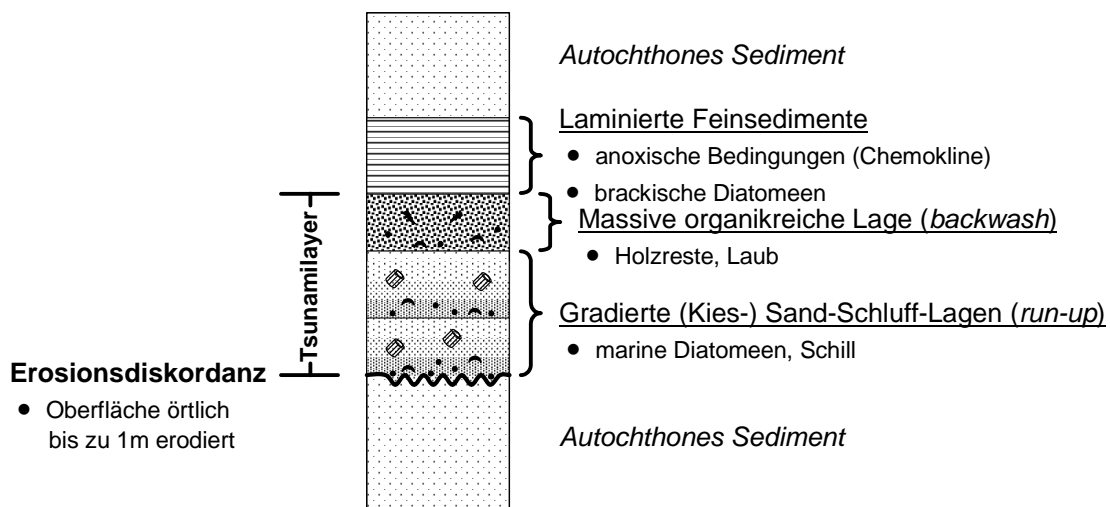 Autochthones Sediment
Laminierte Feinsedimente
• anoxische Bedingungen (Chemokline)
• brackische Diatomeen
Massive organikreiche Lage (backwash)
• Holzreste, Laub
Tsunamilayer
Gradierte (Kies-) Sand-Schluff-Lagen (run-up)
• marine Diatomeen, Schill
Erosionsdiskordanz
• Oberfläche örtlich
bis zu 1m erodiert
Autochthones Sediment